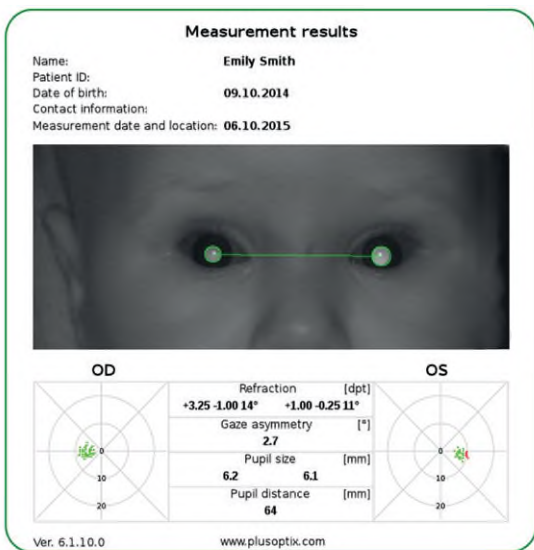 Measurement results
Name: Emily Smith
Patient ID:
Date of birth: 09.10.2014
Contact information:
Measurement date and location: 06.10.2015
OD OS
Refraction [dpt]
+3.25 -1.00 14° +1.00 -0.25 11°
Gaze asymmetry [°]
2.7
Pupil size [mm]
6.2 6.1
Pupil distance [mm]
64
0
10
20
0
10
20
Ver. 6.1.10.0 www.plusoptix.com